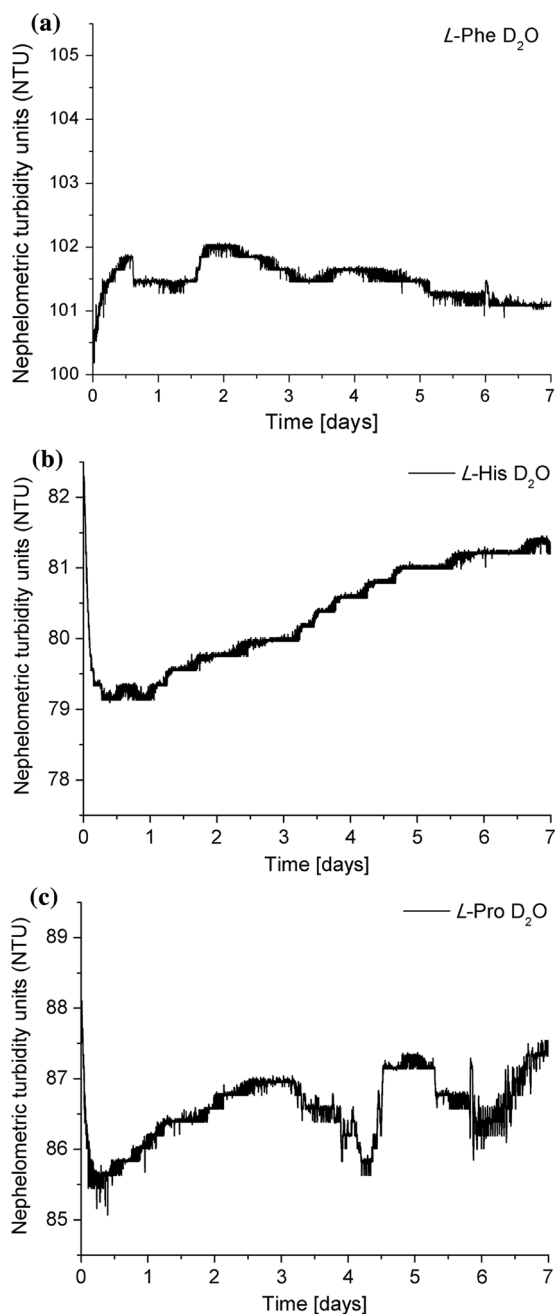 (a)
L-Phe D₂O
Nephelometric turbidity units (NTU)
105
104
103
102
101
100
0 1 2 3 4 5 6 7
Time [days]
(b)
L-His D₂O
Nephelometric turbidity units (NTU)
82
81
80
79
78
0 1 2 3 4 5 6 7
Time [days]
(c)
L-Pro D₂O
Nephelometric turbidity units (NTU)
89
88
87
86
85
0 1 2 3 4 5 6 7
Time [days]